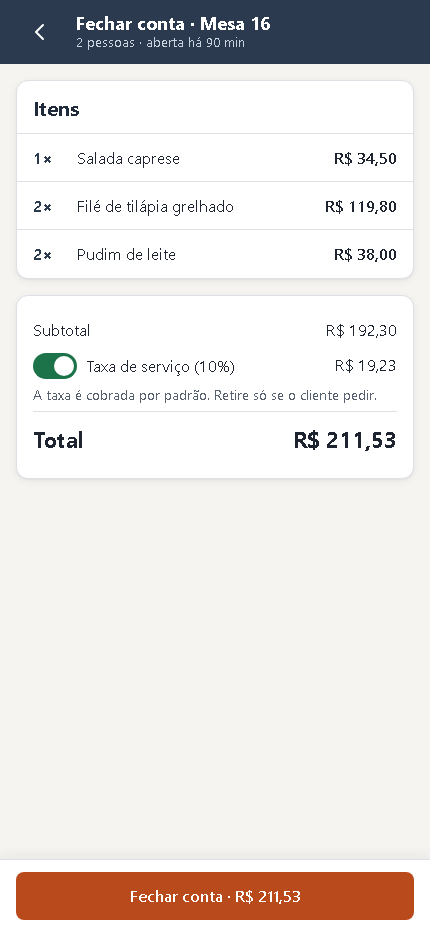 Fechar conta · Mesa 16
2 pessoas · aberta há 90 min
Itens
1× Salada caprese R$ 34,50
2× Filé de tilápia grelhado R$ 119,80
2× Pudim de leite R$ 38,00
Subtotal R$ 192,30
Taxa de serviço (10%) R$ 19,23
A taxa é cobrada por padrão. Retire só se o cliente pedir.
Total R$ 211,53
Fechar conta · R$ 211,53